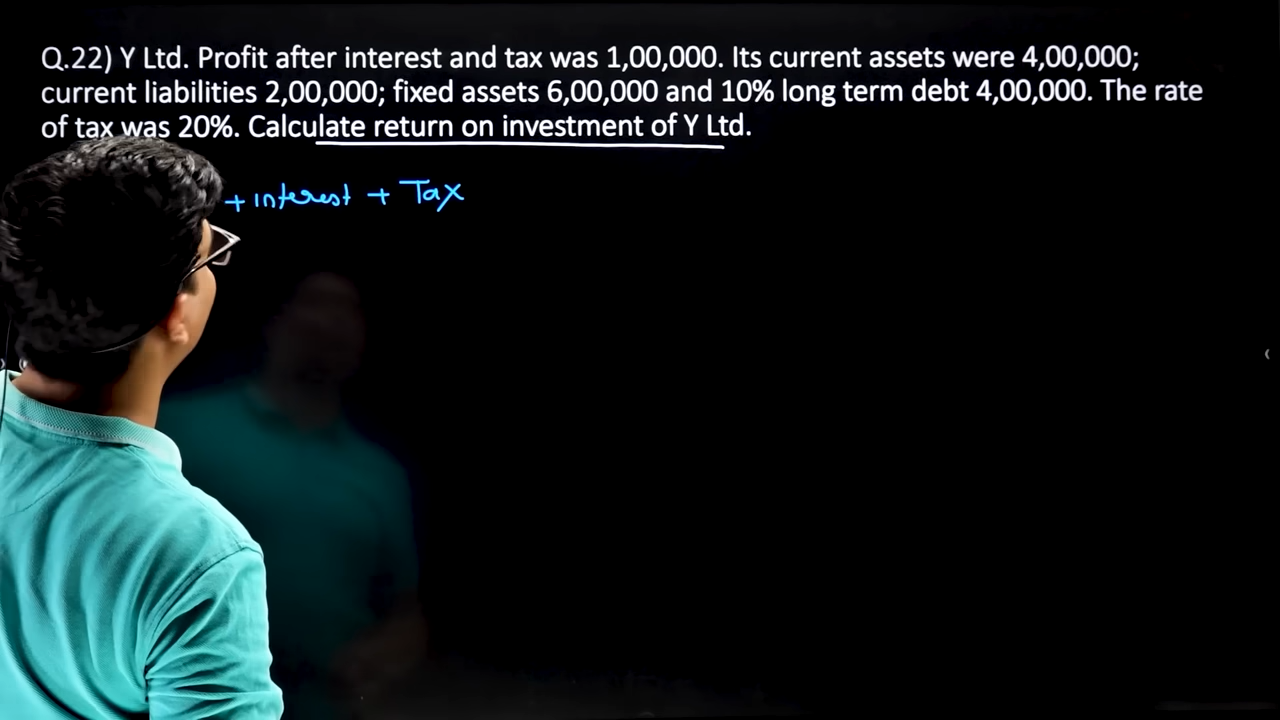 Q.22) Y Ltd. Profit after interest and tax was 1,00,000. Its current assets were 4,00,000;
current liabilities 2,00,000; fixed assets 6,00,000 and 10% long term debt 4,00,000. The rate
of tax was 20%. Calculate return on investment of Y Ltd.
+ interest + Tax